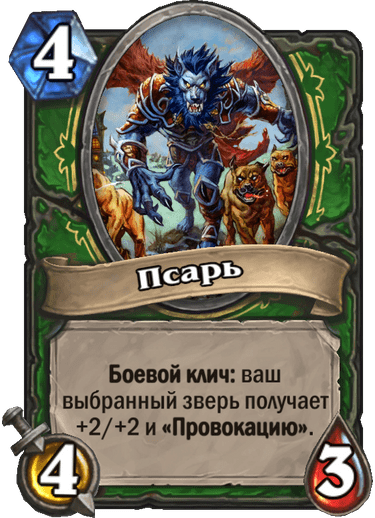 4
Псарь
Боевой клич: ваш
выбранный зверь получает
+2/+2 и «Провокацию».
4
3